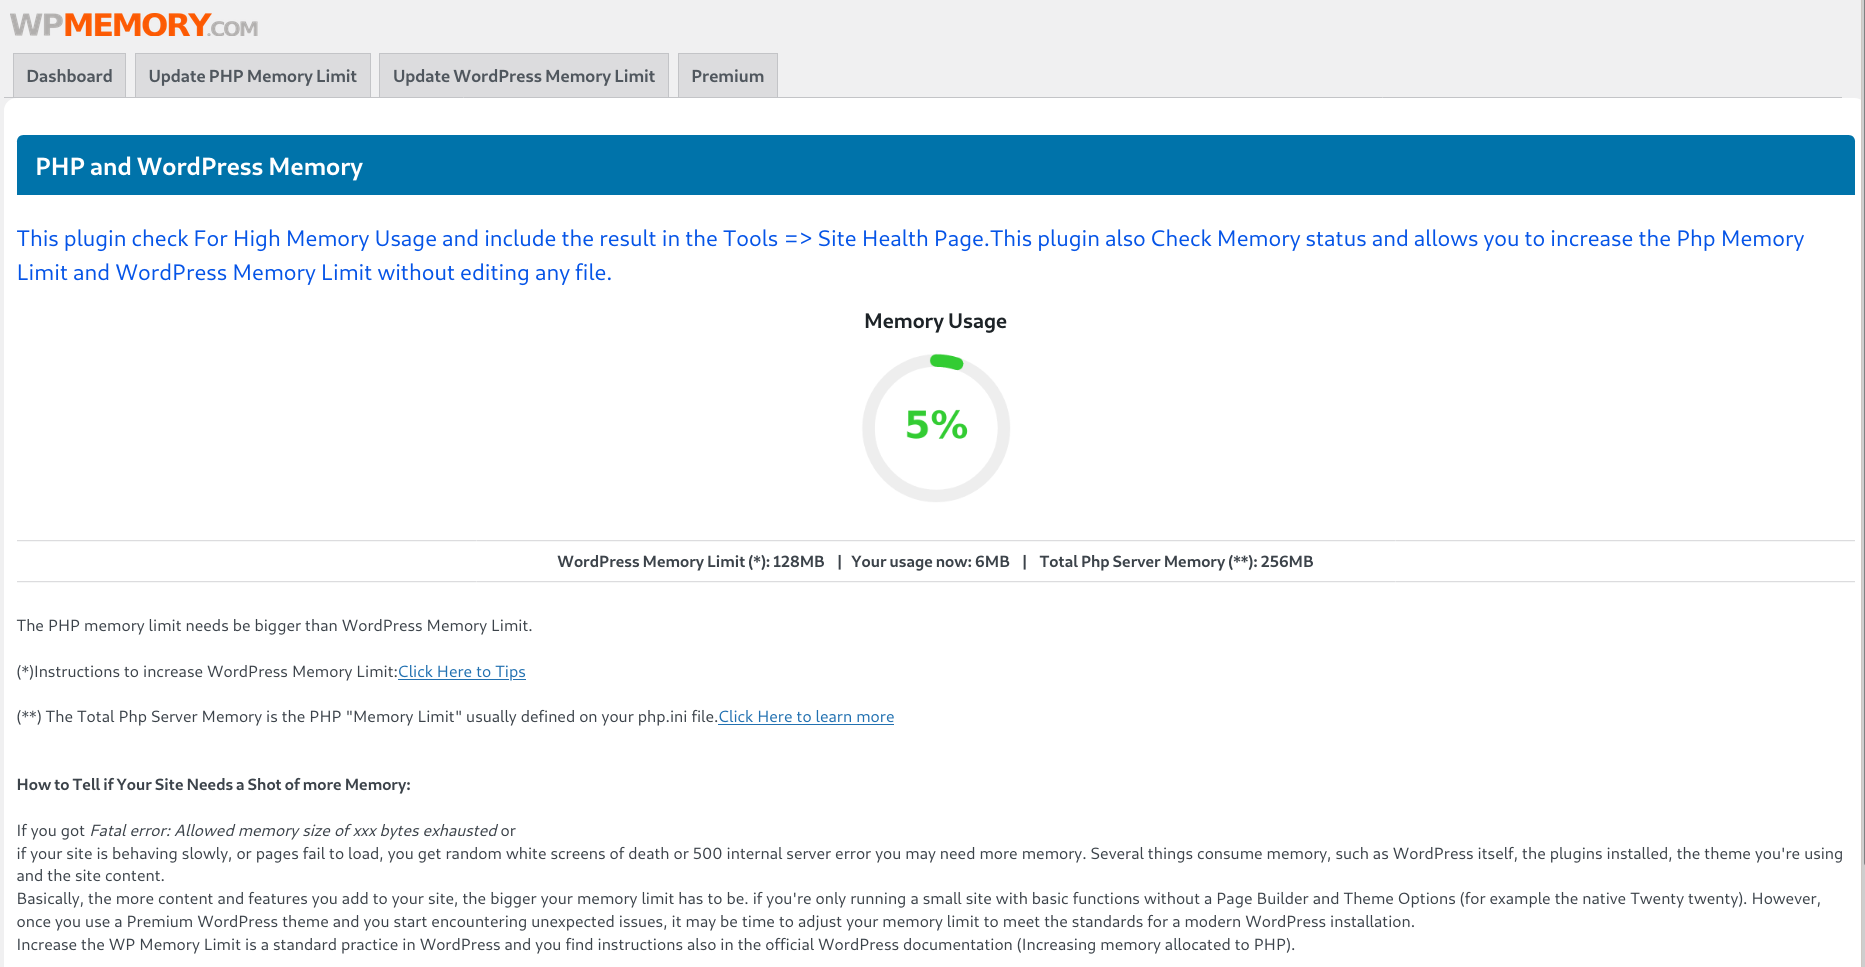 WPMEMORY.COM
Dashboard Update PHP Memory Limit Update WordPress Memory Limit Premium
PHP and WordPress Memory
This plugin check For High Memory Usage and include the result in the Tools => Site Health Page.This plugin also Check Memory status and allows you to increase the Php Memory
Limit and WordPress Memory Limit without editing any file.
Memory Usage
5%
WordPress Memory Limit (*): 128MB | Your usage now: 6MB | Total Php Server Memory (**): 256MB
The PHP memory limit needs be bigger than WordPress Memory Limit.
(*)Instructions to increase WordPress Memory Limit:Click Here to Tips
(**) The Total Php Server Memory is the PHP "Memory Limit" usually defined on your php.ini file.Click Here to learn more
How to Tell if Your Site Needs a Shot of more Memory:
If you got Fatal error: Allowed memory size of xxx bytes exhausted or
if your site is behaving slowly, or pages fail to load, you get random white screens of death or 500 internal server error you may need more memory. Several things consume memory, such as WordPress itself, the plugins installed, the theme you're using
and the site content.
Basically, the more content and features you add to your site, the bigger your memory limit has to be. if you're only running a small site with basic functions without a Page Builder and Theme Options (for example the native Twenty twenty). However,
once you use a Premium WordPress theme and you start encountering unexpected issues, it may be time to adjust your memory limit to meet the standards for a modern WordPress installation.
Increase the WP Memory Limit is a standard practice in WordPress and you find instructions also in the official WordPress documentation (Increasing memory allocated to PHP).